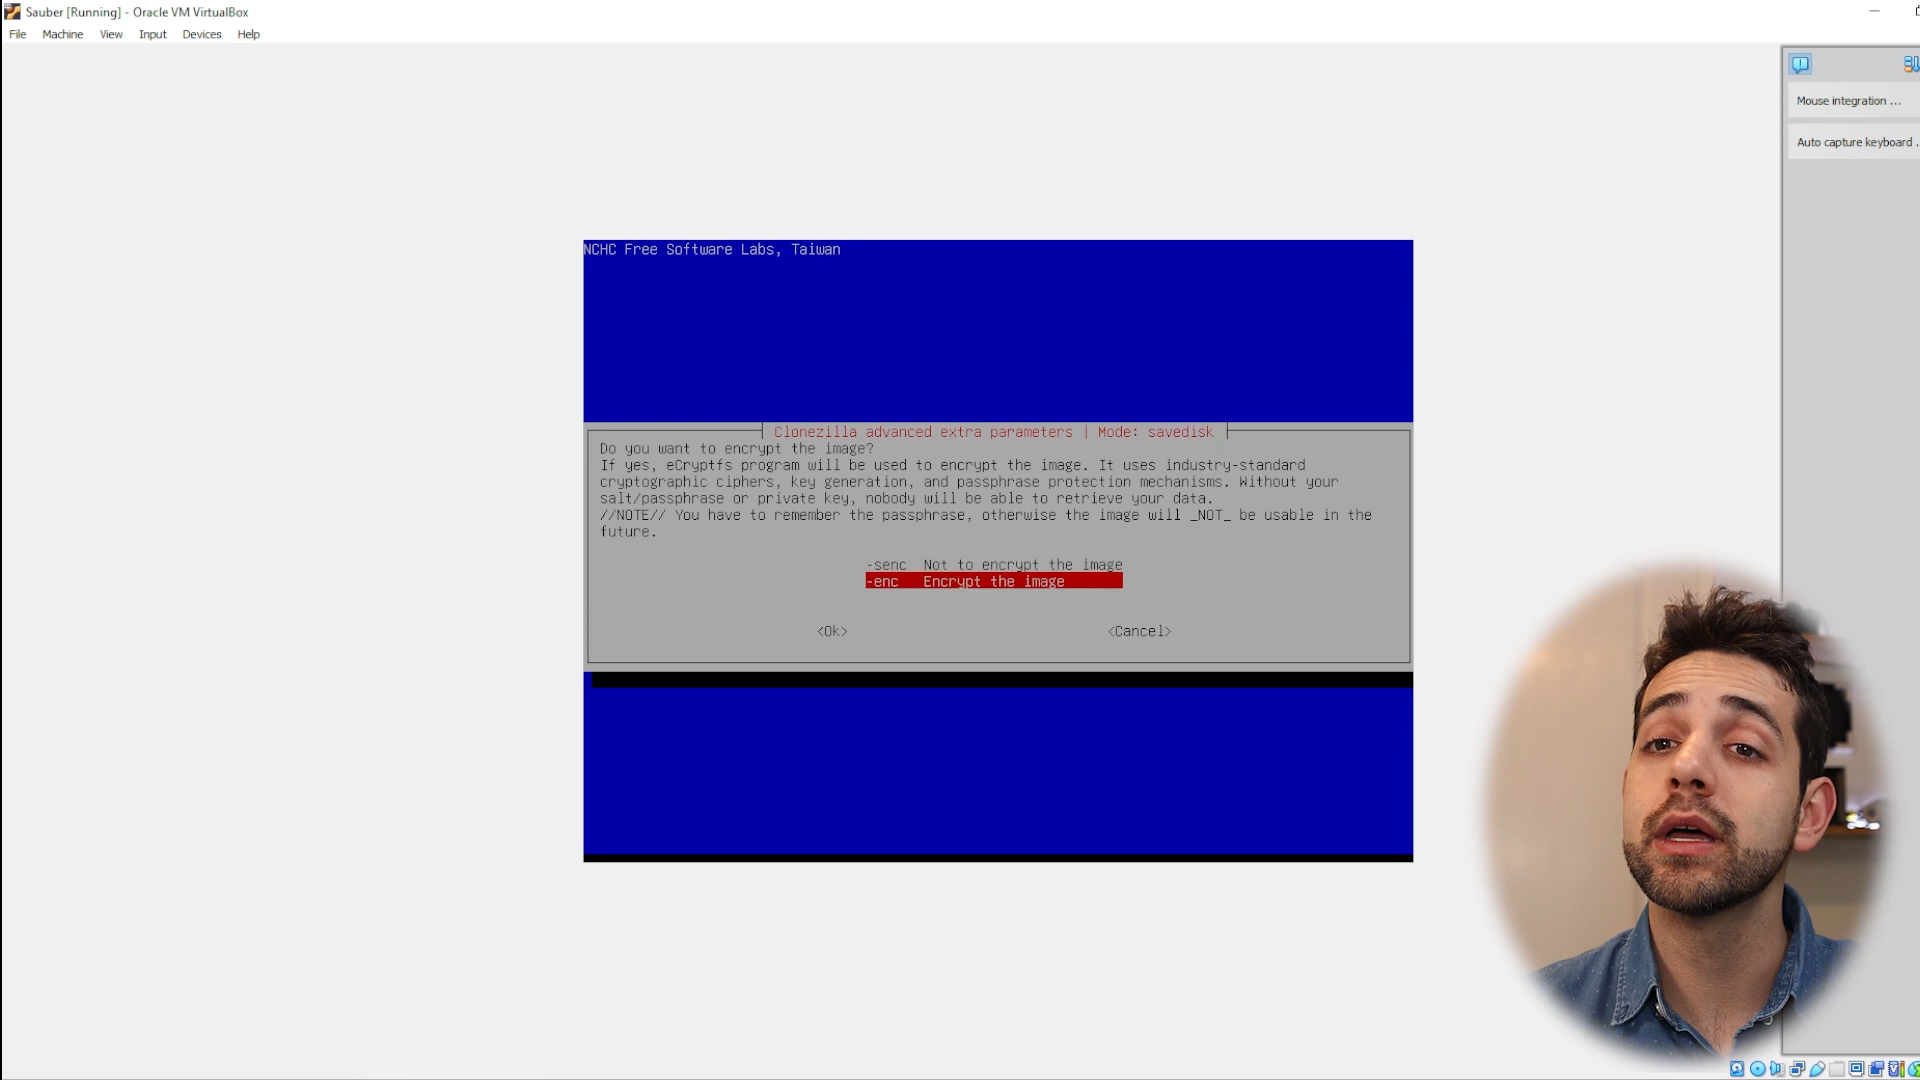 Sauber [Running] - Oracle VM VirtualBox
File Machine View Input Devices Help
Mouse integration ...
Auto capture keyboard .
NCHC Free Software Labs, Taiwan
Clonezilla advanced extra parameters | Mode: savedisk
Do you want to encrypt the image?
If yes, eCryptfs program will be used to encrypt the image. It uses industry-standard
cryptographic ciphers, key generation, and passphrase protection mechanisms. Without your
salt/passphrase or private key, nobody will be able to retrieve your data.
//NOTE// You have to remember the passphrase, otherwise the image will _NOT_ be usable in the
future.
-senc Not to encrypt the image
-enc Encrypt the image
<Ok> <Cancel>